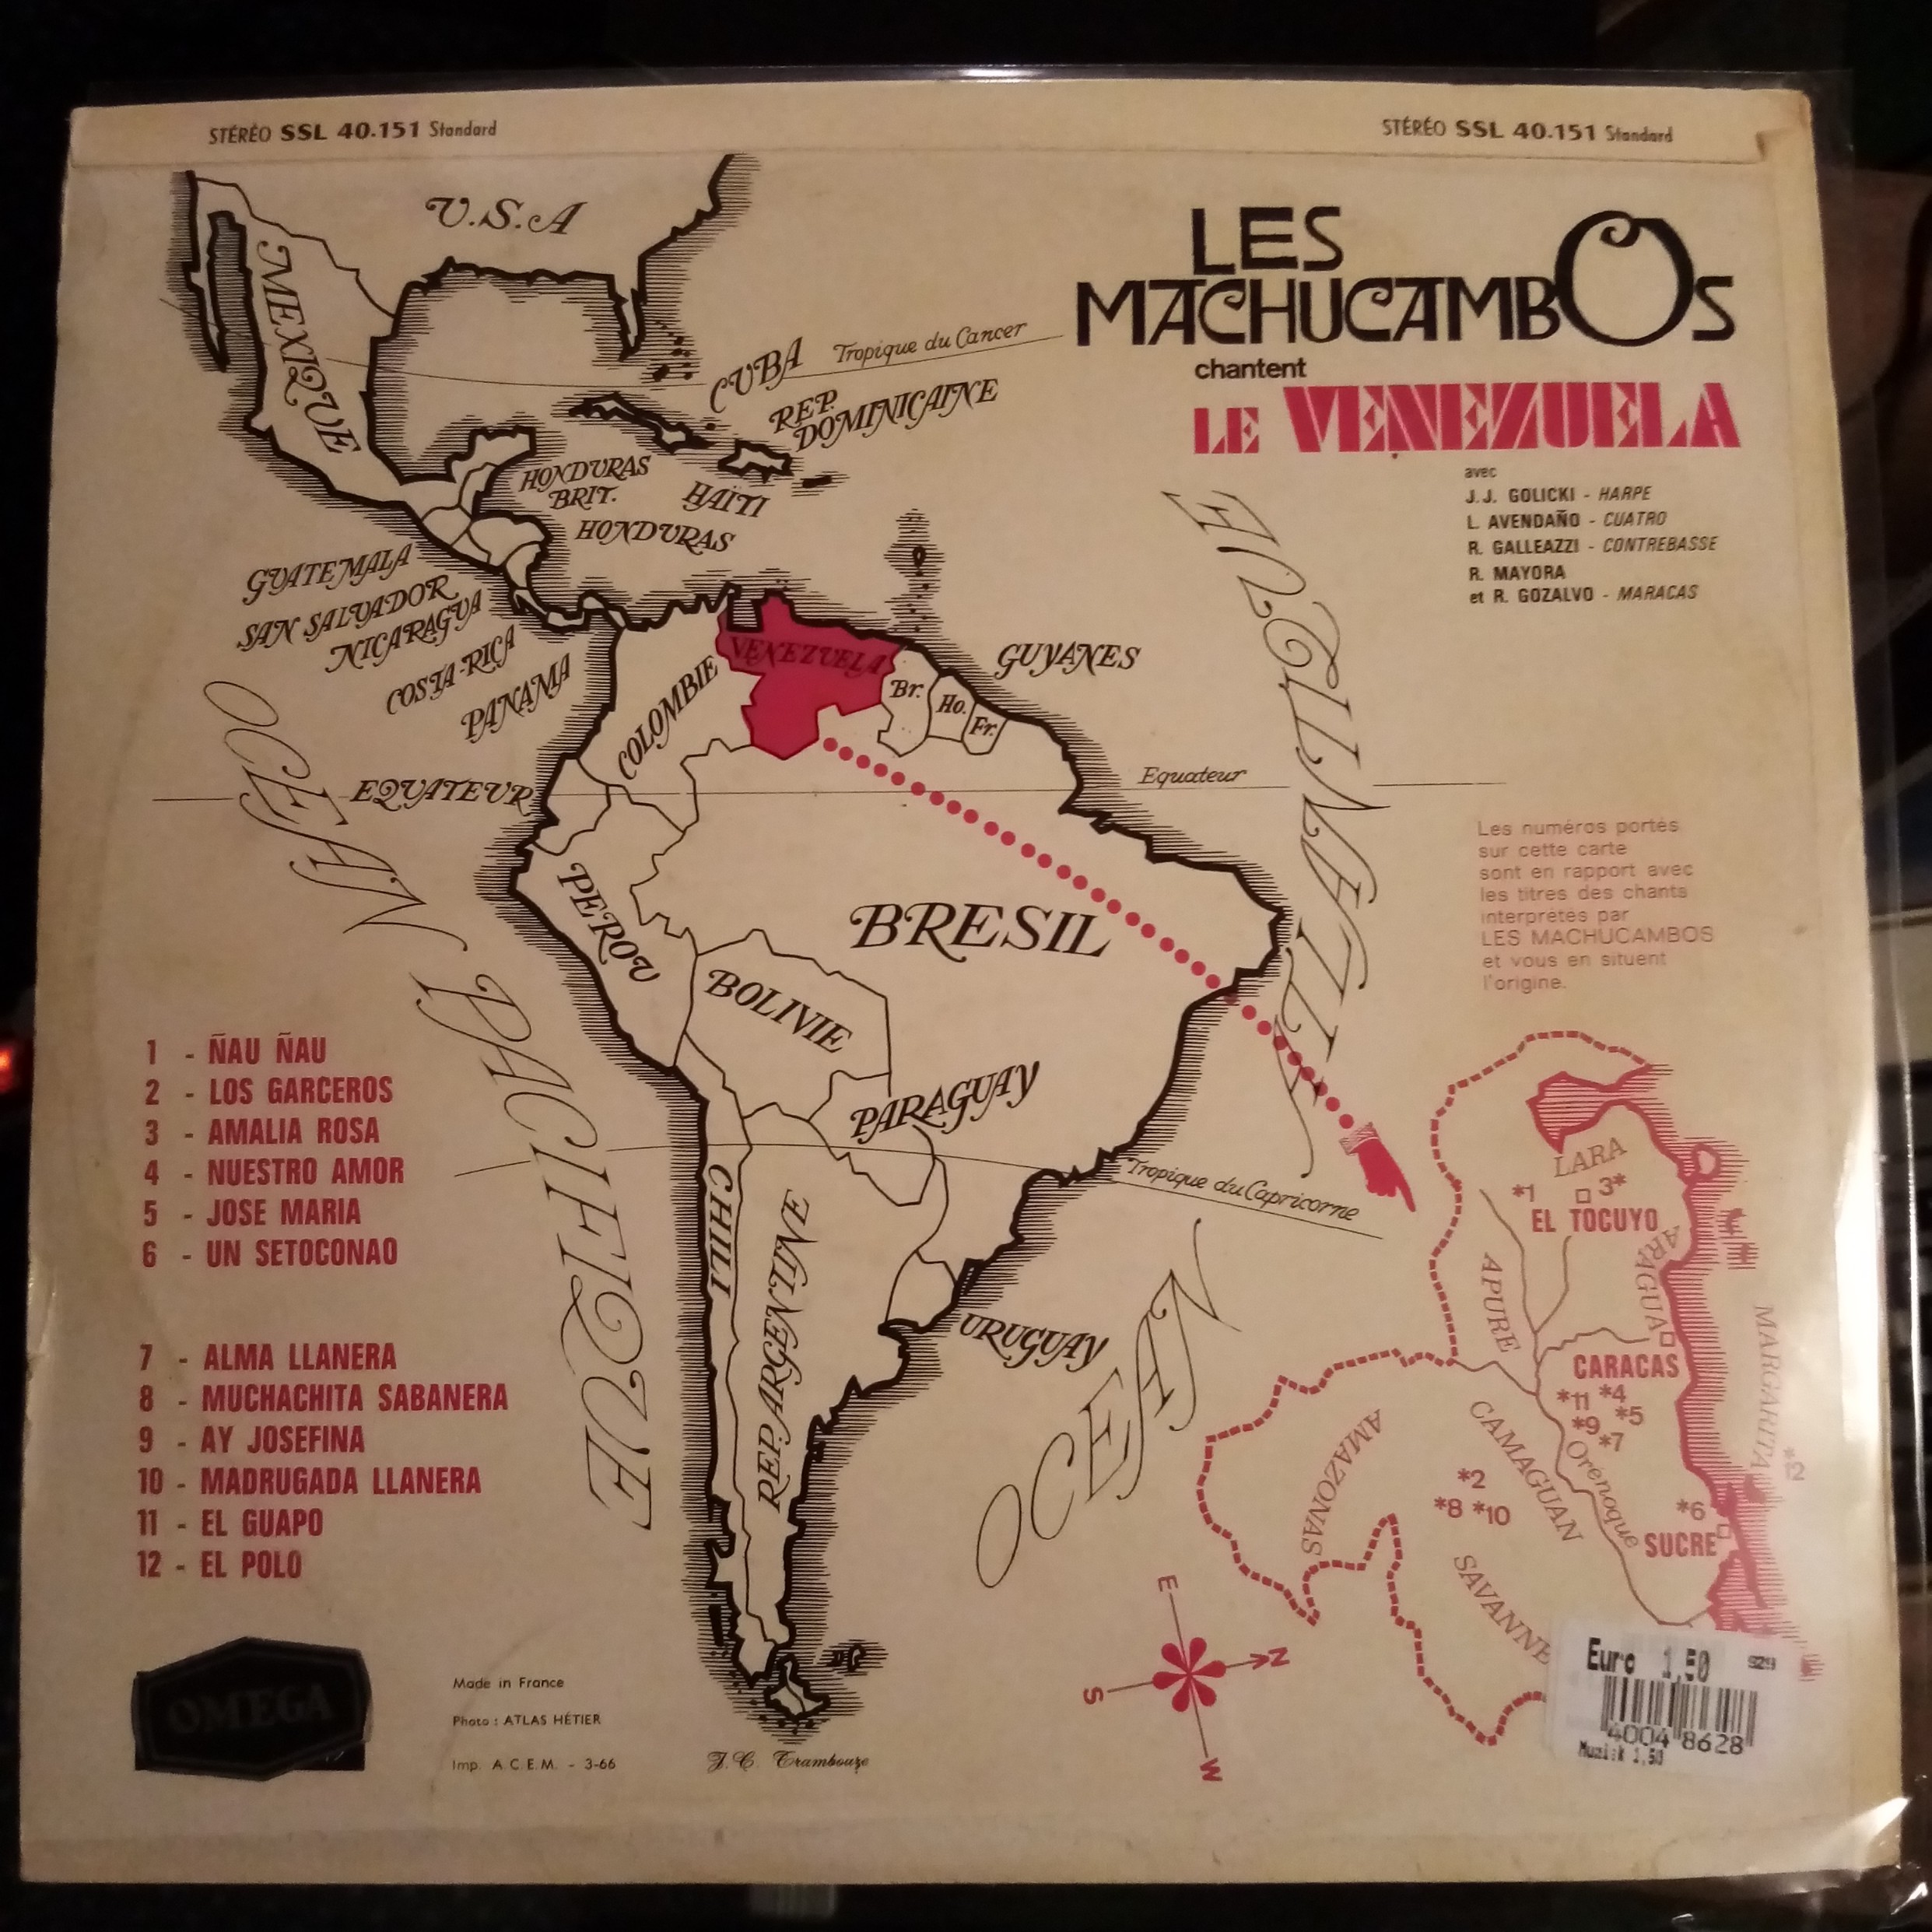 STÉRÉO SSL 40.151 Standard
STÉRÉO SSL 40.151 Standard
LES
MACHUCAMBOS
chantent
LE VENEZUELA
avec
J.J. GOLICKI - HARPE
L. AVENDAÑO - CUATRO
R. GALLEAZZI - CONTREBASSE
R. MAYORA
et R. GOZALVO - MARACAS
U.S.A
MEXIQUE
CUBA
Tropique du Cancer
REP.
DOMINICAINE
HONDURAS
BRIT.
HAÏTI
HONDURAS
GUATEMALA
SAN SALVADOR
NICARAGUA
COSTA-RICA
PANAMA
VENEZUELA
COLOMBIE
GUYANES
Br.
Ho.
Fr.
EQUATEUR
Equateur
PEROU
BRESIL
BOLIVIE
PARAGUAY
CHILI
REP. ARGENTINE
URUGUAY
Tropique du Capricorne
OCEAN PACIFIQUE
OCEAN
ATLANTIQUE
Les numéros portés
sur cette carte
sont en rapport avec
les titres des chants
interprétés par
LES MACHUCAMBOS
et vous en situent
l'origine.
1 - ÑAU ÑAU
2 - LOS GARCEROS
3 - AMALIA ROSA
4 - NUESTRO AMOR
5 - JOSE MARIA
6 - UN SETOCONAO
7 - ALMA LLANERA
8 - MUCHACHITA SABANERA
9 - AY JOSEFINA
10 - MADRUGADA LLANERA
11 - EL GUAPO
12 - EL POLO
LARA
*1 3*
EL TOCUYO
ARAGUA
APURE
CARACAS
*11 *4
*9 *5
*7
MARGARITA
*12
CAMAGUAN
Orénoque
AMAZONAS
*2
*8 *10
*6
SUCRE
SAVANNE
E
N
S
W
OMEGA
Made in France
Photo : ATLAS HÉTIER
Imp. A.C.E.M. - 3-66
J.C. Trambouze
Euro 1,50
4004 8628
Muziek 1,50